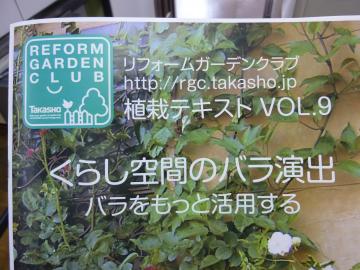 REFORM
GARDEN
CLUB
Takasho
リフォームガーデンクラブ
http://rgc.takasho.jp
植栽テキスト VOL.9
くらし空間のバラ演出
バラをもっと活用する